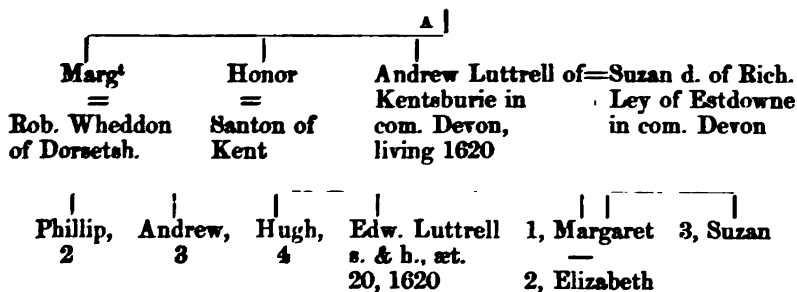 A
Marg^t Honor Andrew Luttrell of=Suzan d. of Rich.
= = Kentsburie in Ley of Estdowne
Rob. Wheddon Santon of com. Devon, in com. Devon
of Dorsetsh. Kent living 1620
Phillip, Andrew, Hugh, Edw. Luttrell 1, Margaret 3, Suzan
2 3 4 s. & h., æt. —
20, 1620 2, Elizabeth